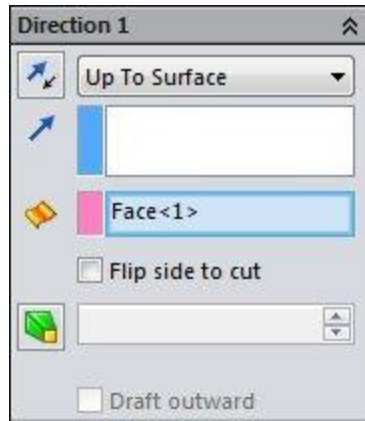 Direction 1
Up To Surface
Face<1>
Flip side to cut
Draft outward